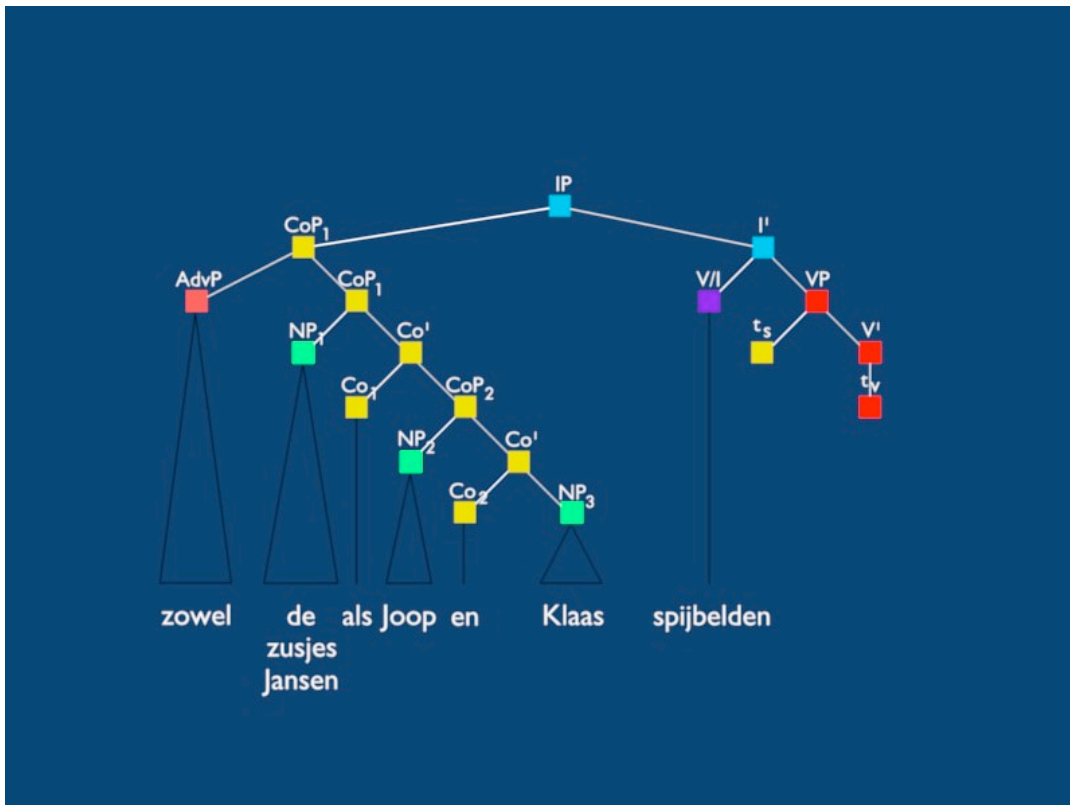 IP
CoP1 I'
AdvP CoP1 V/I VP
NP1 Co' ts V'
Co1 CoP2 tv
NP2 Co'
Co2 NP3
zowel de als Joop en Klaas spijbelden
zusjes
Jansen